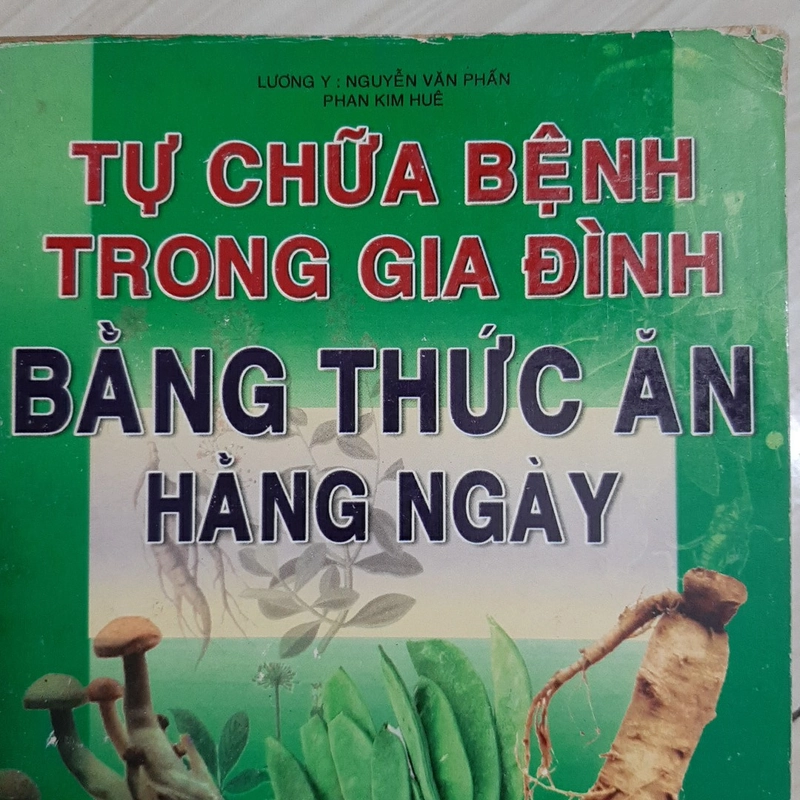 LƯƠNG Y : NGUYỄN VĂN PHẤN
PHAN KIM HUÊ
TỰ CHỮA BỆNH
TRONG GIA ĐÌNH
BẰNG THỨC ĂN
HẰNG NGÀY